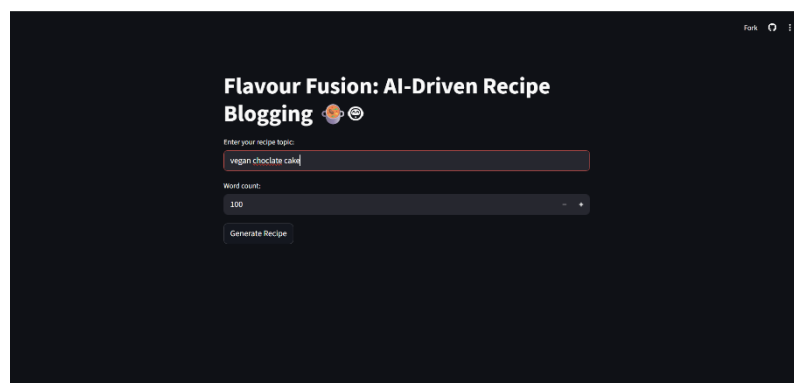 Fork
Flavour Fusion: AI-Driven Recipe
Blogging
Enter your recipe topic:
vegan choclate cake
Word count:
100
Generate Recipe